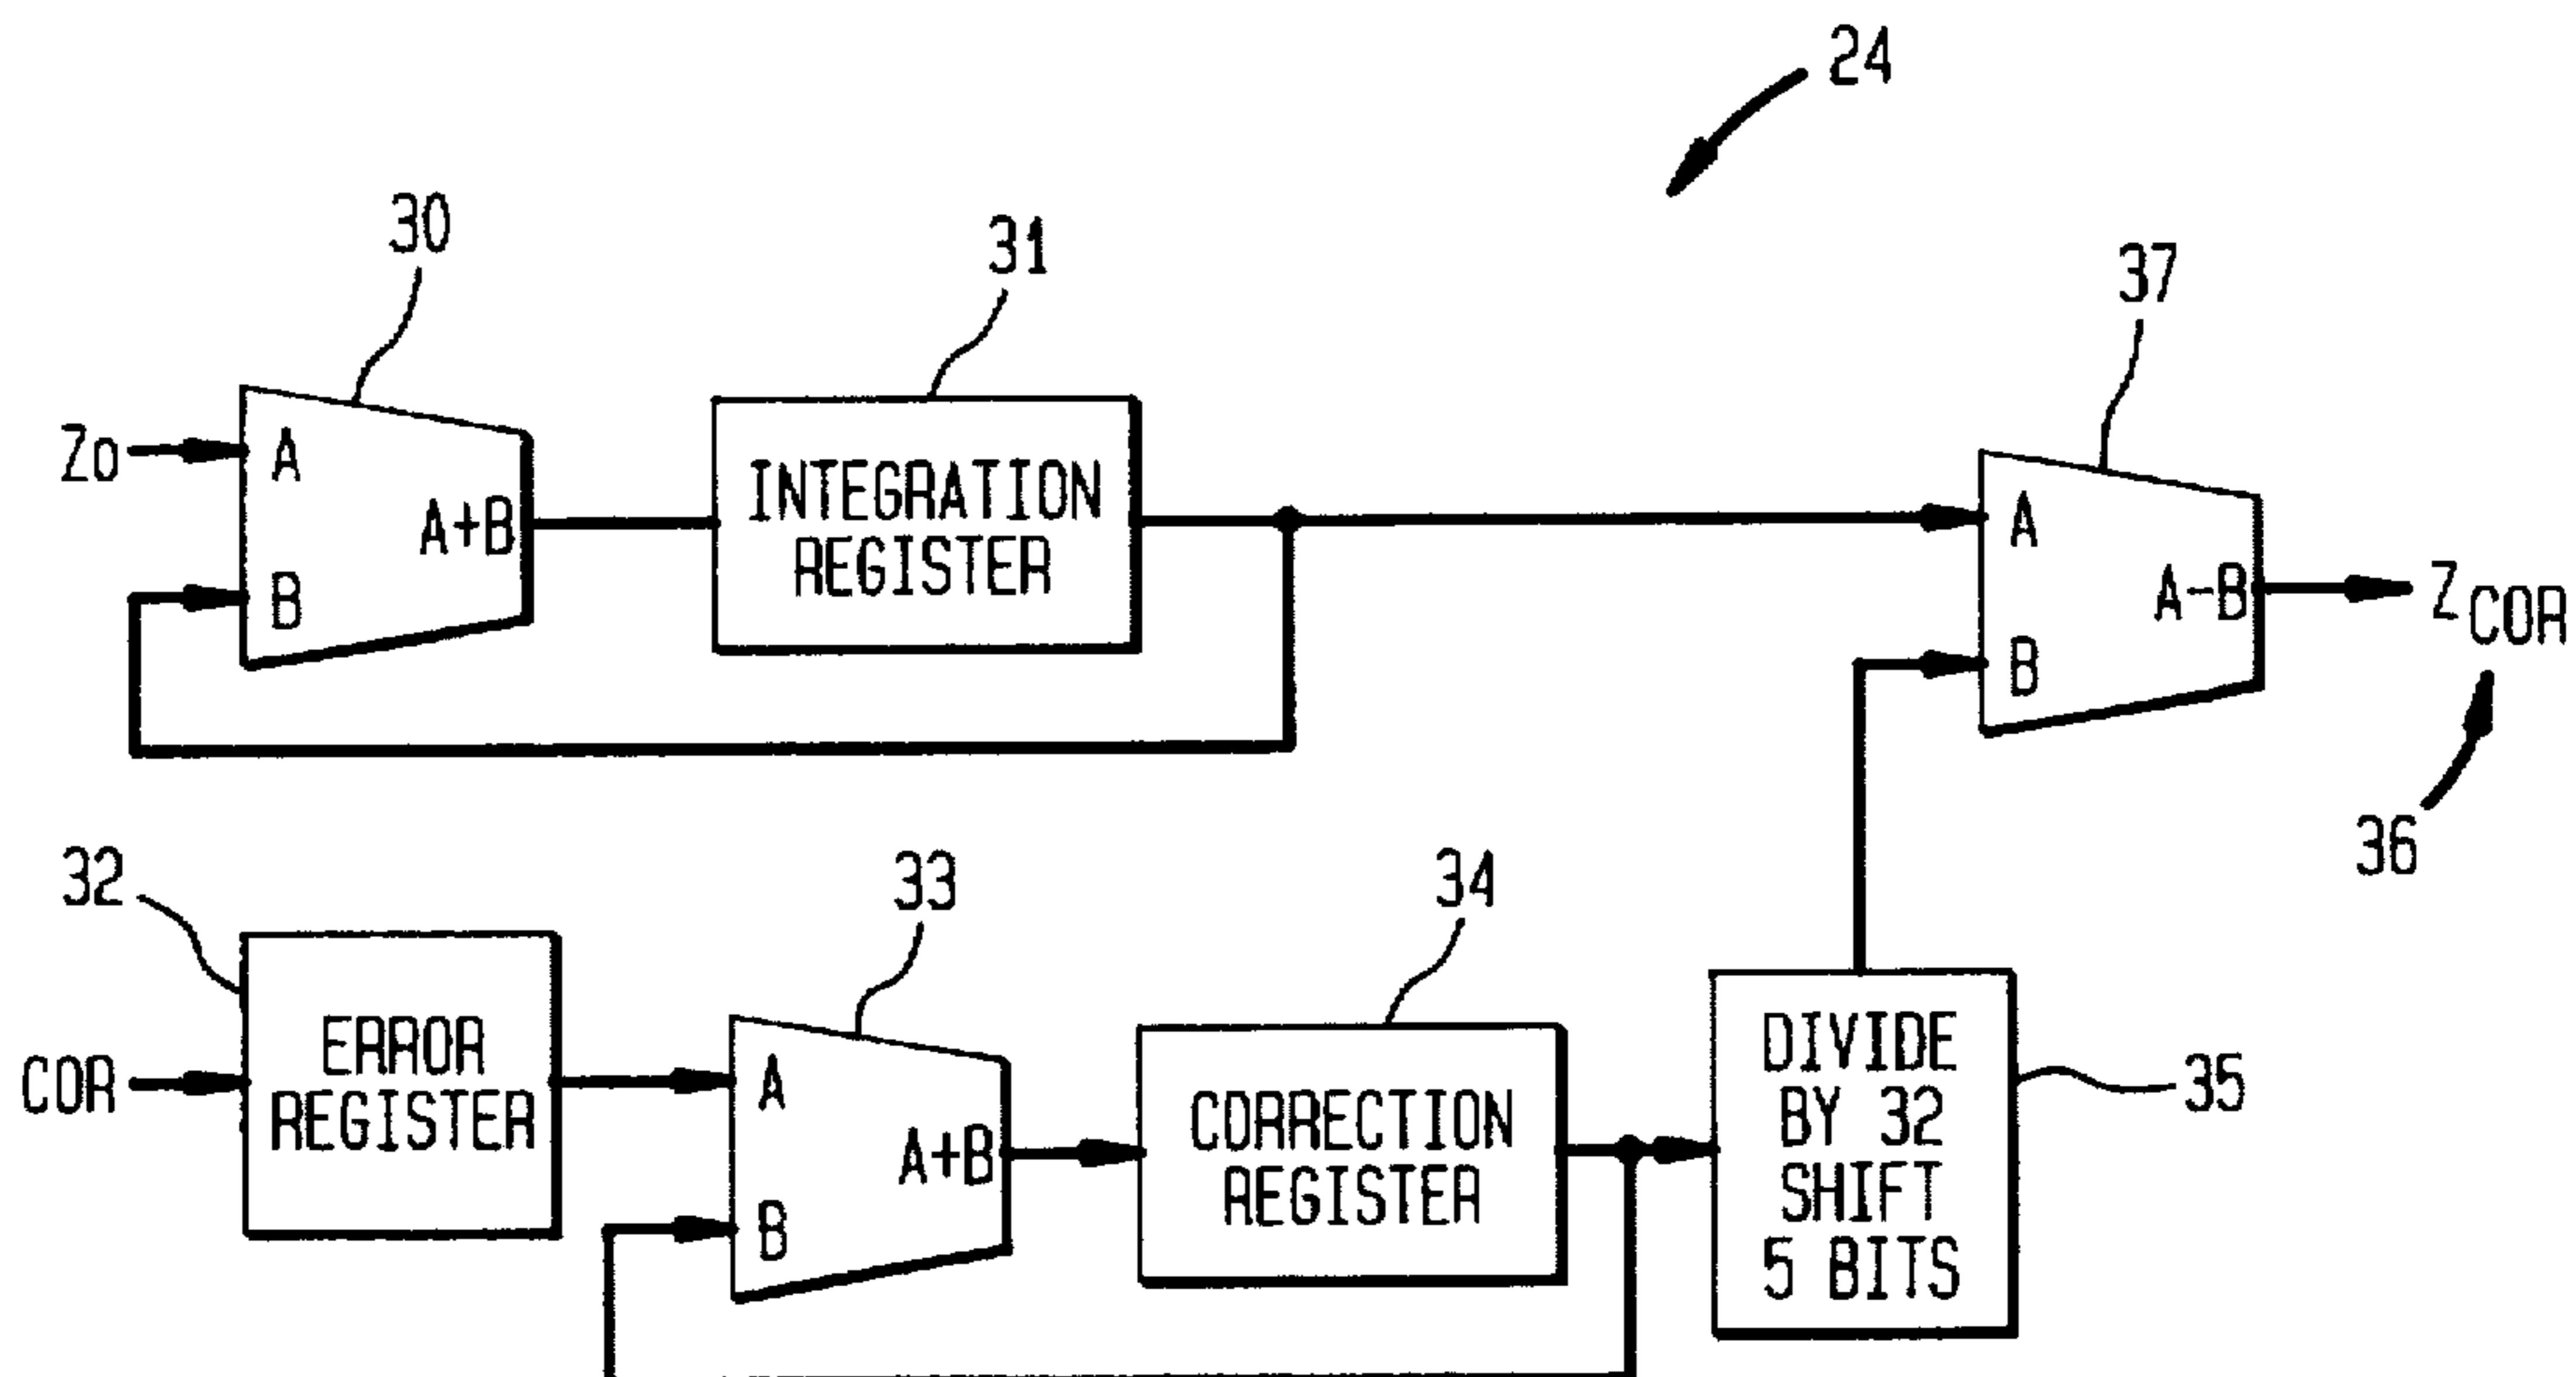 24
30
31
37
Zo
A
A+B
B
INTEGRATION
REGISTER
A
A-B
B
ZCOR
36
32
33
34
35
COR
ERROR
REGISTER
A
A+B
B
CORRECTION
REGISTER
DIVIDE
BY 32
SHIFT
5 BITS